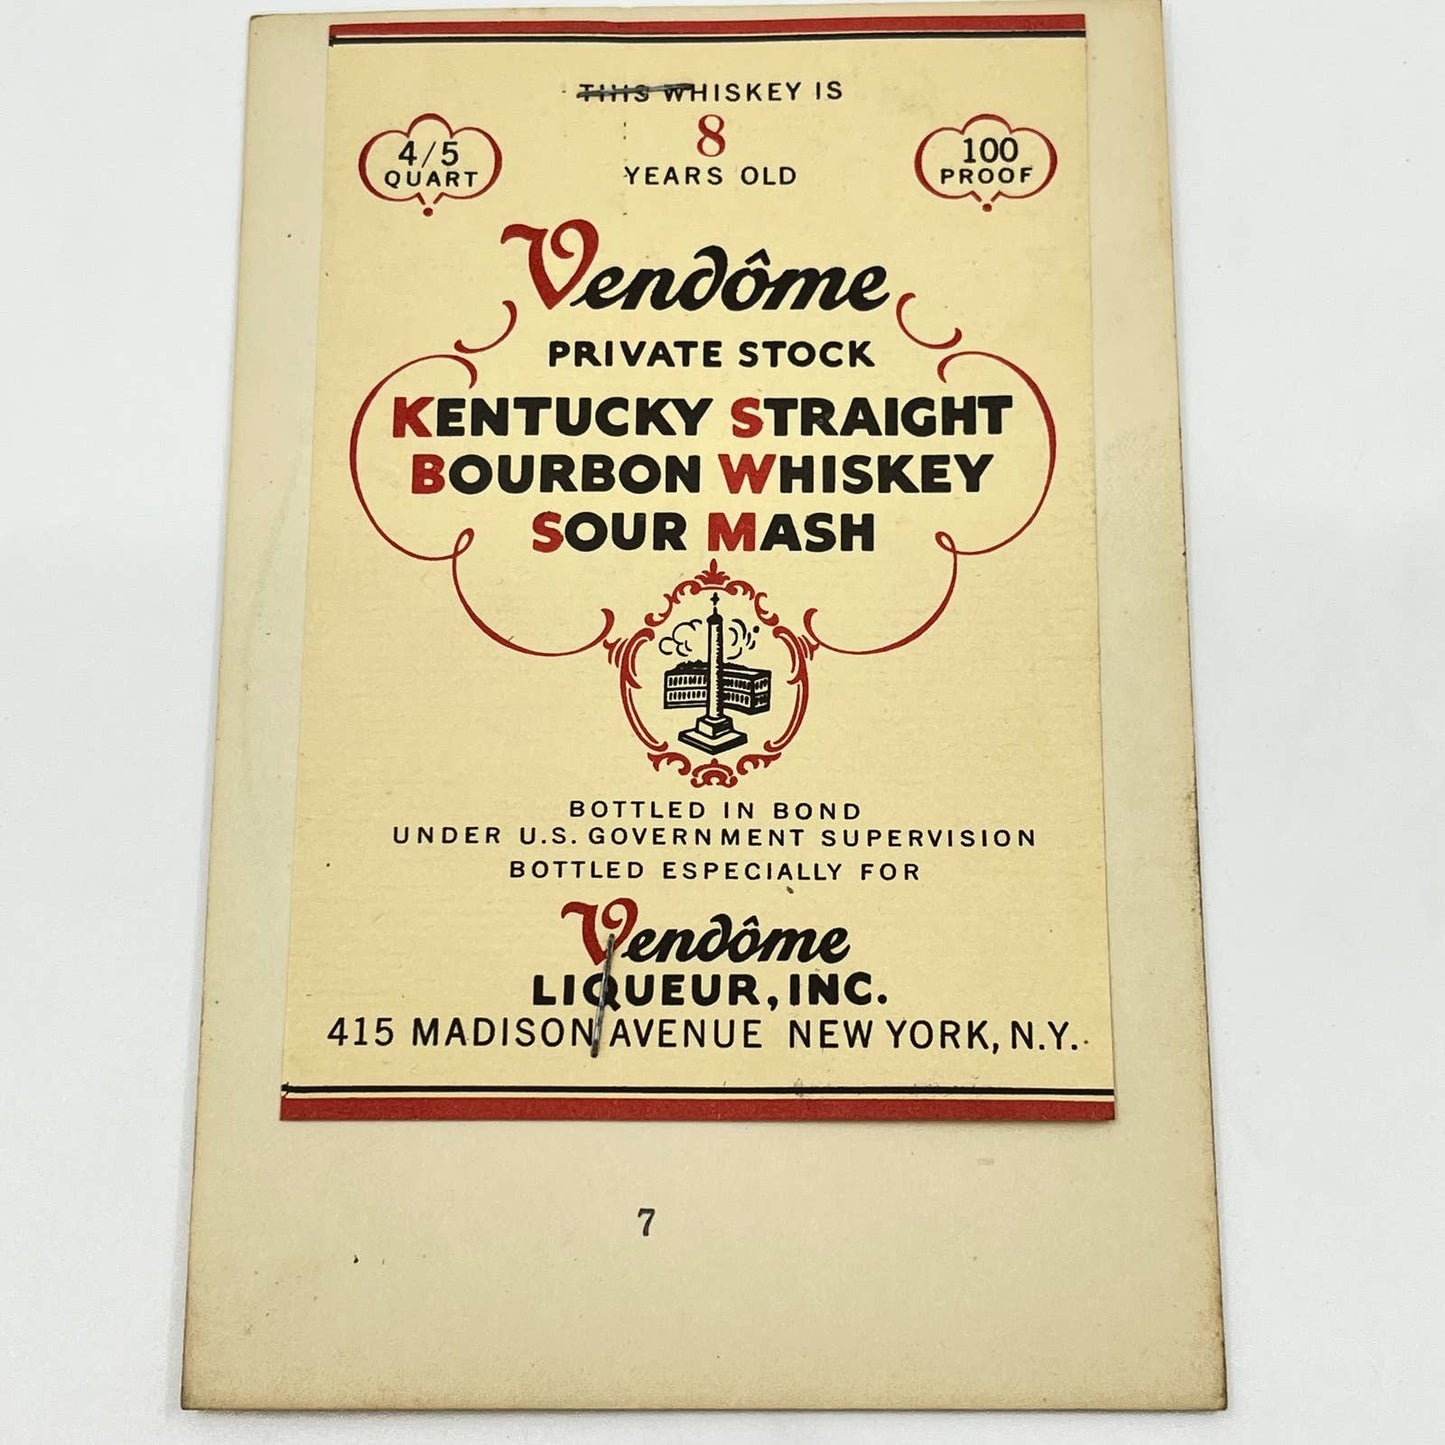 THIS WHISKEY IS
8
YEARS OLD
4/5
QUART
100
PROOF
Vendôme
PRIVATE STOCK
KENTUCKY STRAIGHT
BOURBON WHISKEY
SOUR MASH
BOTTLED IN BOND
UNDER U.S. GOVERNMENT SUPERVISION
BOTTLED ESPECIALLY FOR
Vendôme
LIQUEUR, INC.
415 MADISON AVENUE NEW YORK, N.Y.
7